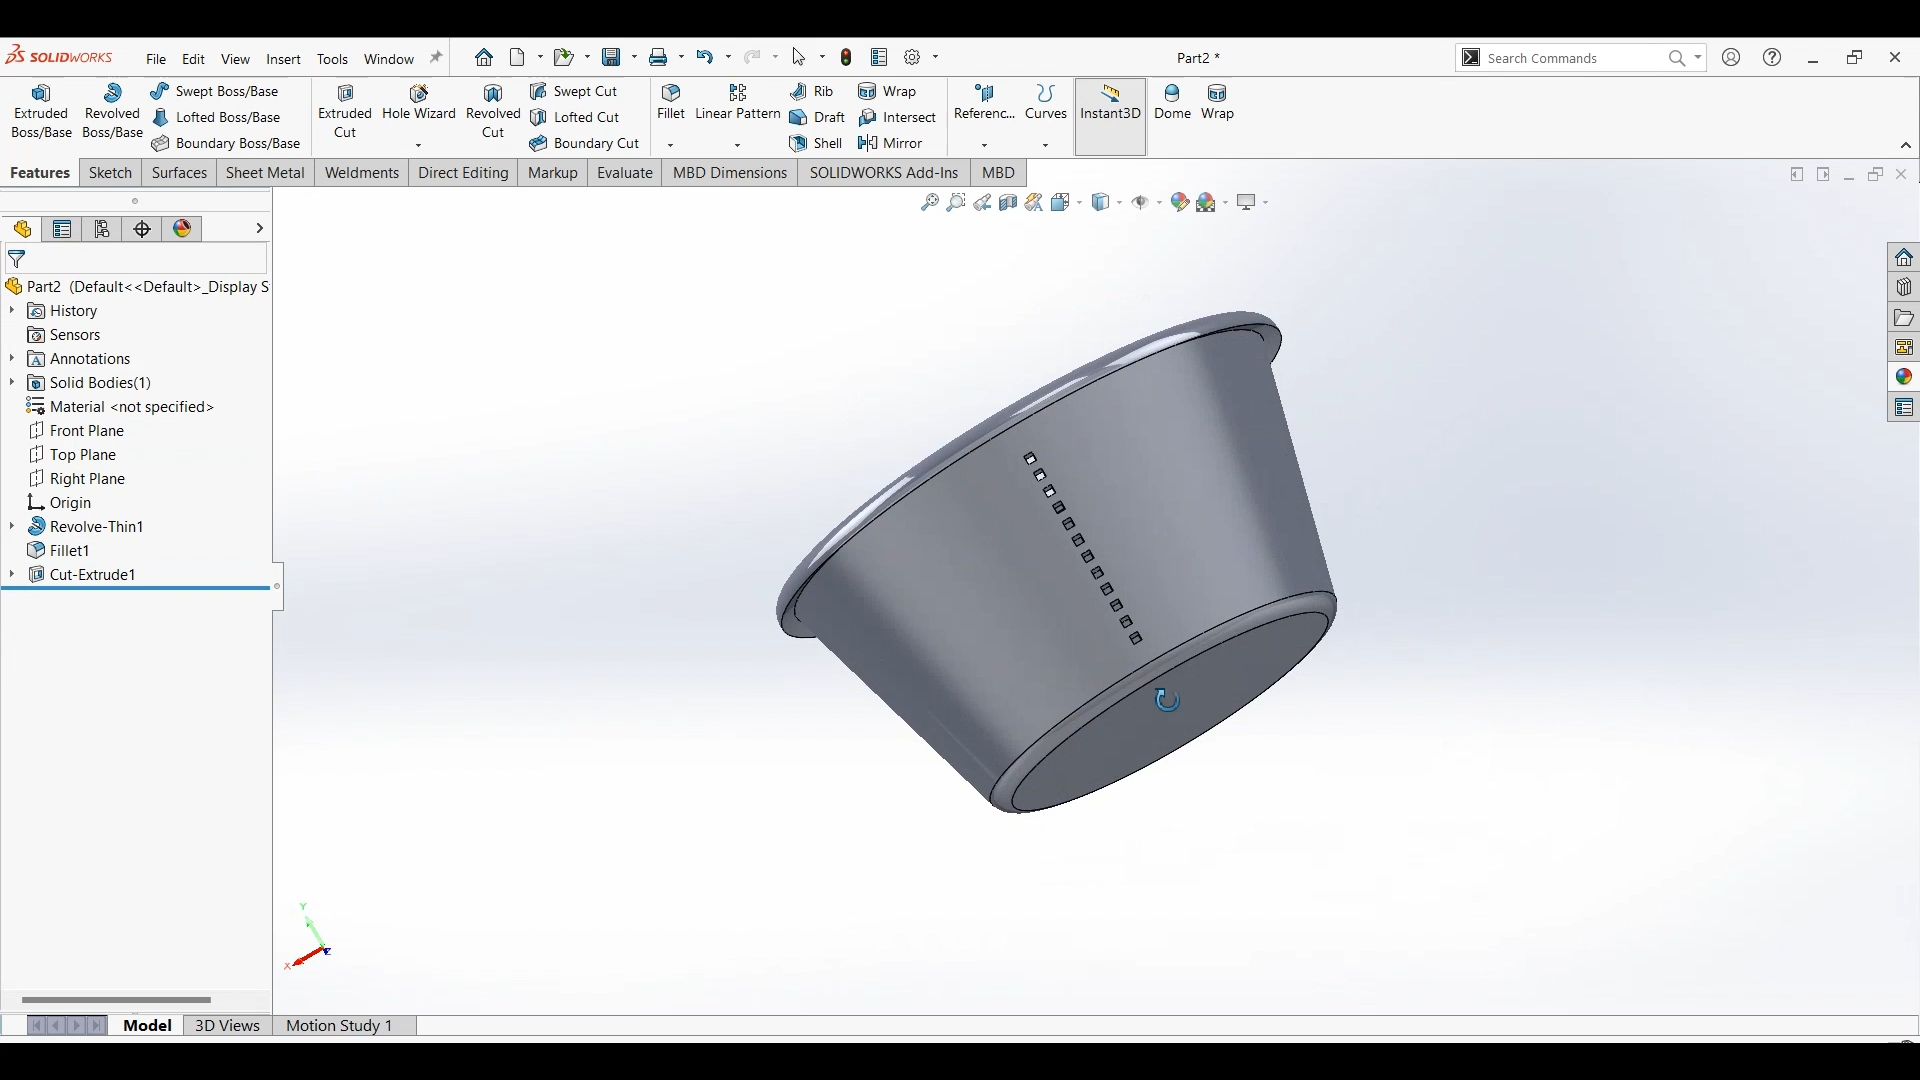 SOLIDWORKS File Edit View Insert Tools Window Part2 * Search Commands
Extruded Boss/Base Revolved Boss/Base Swept Boss/Base Lofted Boss/Base Boundary Boss/Base
Extruded Cut Hole Wizard Revolved Cut Swept Cut Lofted Cut Boundary Cut
Fillet Linear Pattern Rib Draft Shell Wrap Intersect Mirror
Referenc... Curves Instant3D Dome Wrap
Features Sketch Surfaces Sheet Metal Weldments Direct Editing Markup Evaluate MBD Dimensions SOLIDWORKS Add-Ins MBD
Part2 (Default<<Default>_Display S
History
Sensors
Annotations
Solid Bodies(1)
Material <not specified>
Front Plane
Top Plane
Right Plane
Origin
Revolve-Thin1
Fillet1
Cut-Extrude1
Y
X
Z
Model 3D Views Motion Study 1